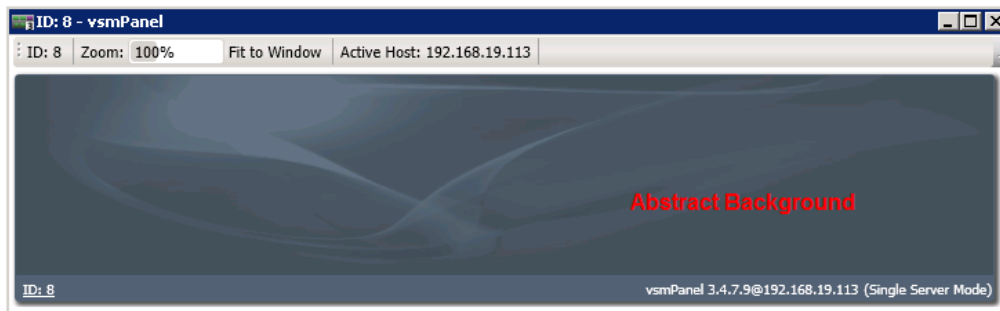 ID: 8 - vsmPanel
ID: 8 Zoom: 100% Fit to Window Active Host: 192.168.19.113
Abstract Background
ID: 8 vsmPanel 3.4.7.9@192.168.19.113 (Single Server Mode)